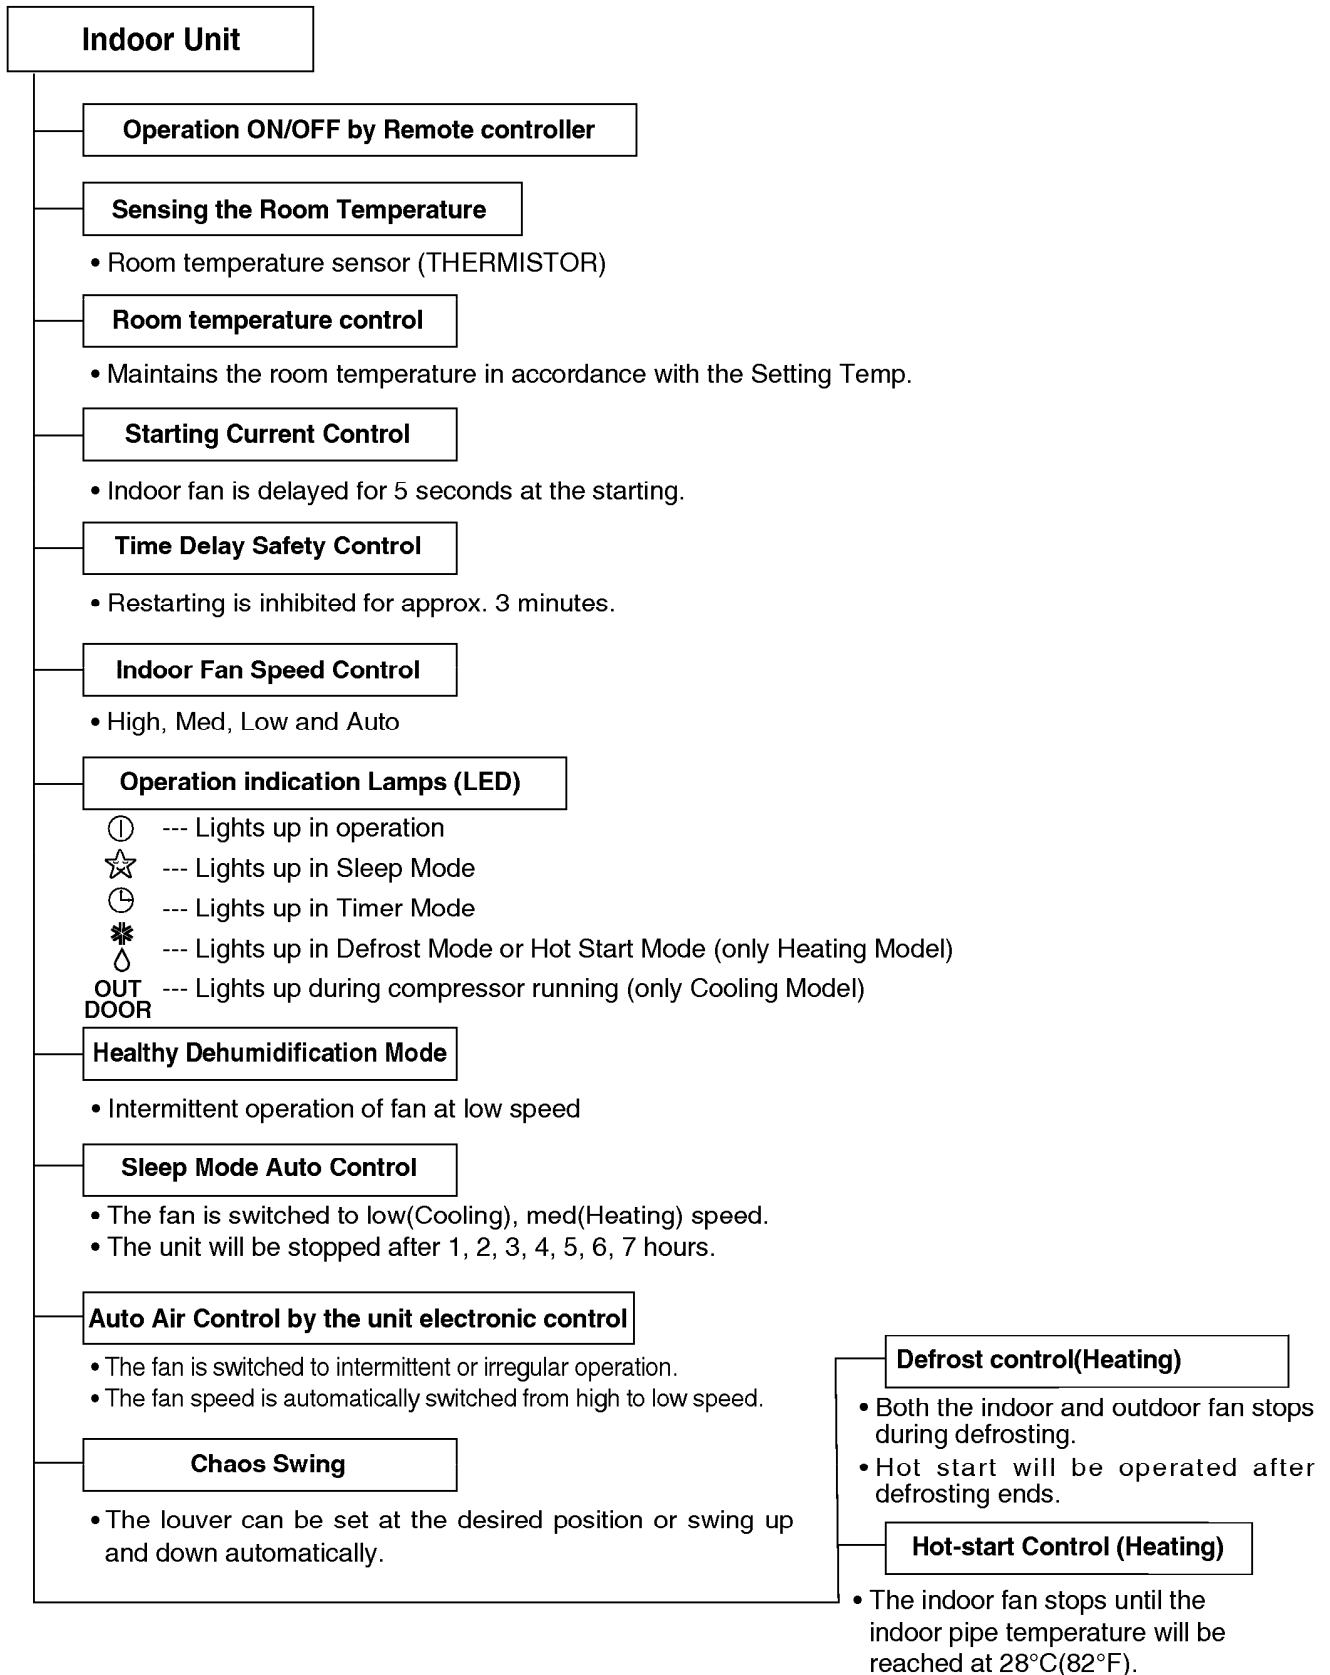 Indoor Unit
Operation ON/OFF by Remote controller
Sensing the Room Temperature
• Room temperature sensor (THERMISTOR)
Room temperature control
• Maintains the room temperature in accordance with the Setting Temp.
Starting Current Control
• Indoor fan is delayed for 5 seconds at the starting.
Time Delay Safety Control
• Restarting is inhibited for approx. 3 minutes.
Indoor Fan Speed Control
• High, Med, Low and Auto
Operation indication Lamps (LED)
--- Lights up in operation
--- Lights up in Sleep Mode
--- Lights up in Timer Mode
--- Lights up in Defrost Mode or Hot Start Mode (only Heating Model)
OUT --- Lights up during compressor running (only Cooling Model)
DOOR
Healthy Dehumidification Mode
• Intermittent operation of fan at low speed
Sleep Mode Auto Control
• The fan is switched to low(Cooling), med(Heating) speed.
• The unit will be stopped after 1, 2, 3, 4, 5, 6, 7 hours.
Auto Air Control by the unit electronic control
• The fan is switched to intermittent or irregular operation.
• The fan speed is automatically switched from high to low speed.
Chaos Swing
• The louver can be set at the desired position or swing up
and down automatically.
Defrost control(Heating)
• Both the indoor and outdoor fan stops
during defrosting.
• Hot start will be operated after
defrosting ends.
Hot-start Control (Heating)
• The indoor fan stops until the
indoor pipe temperature will be
reached at 28°C(82°F).